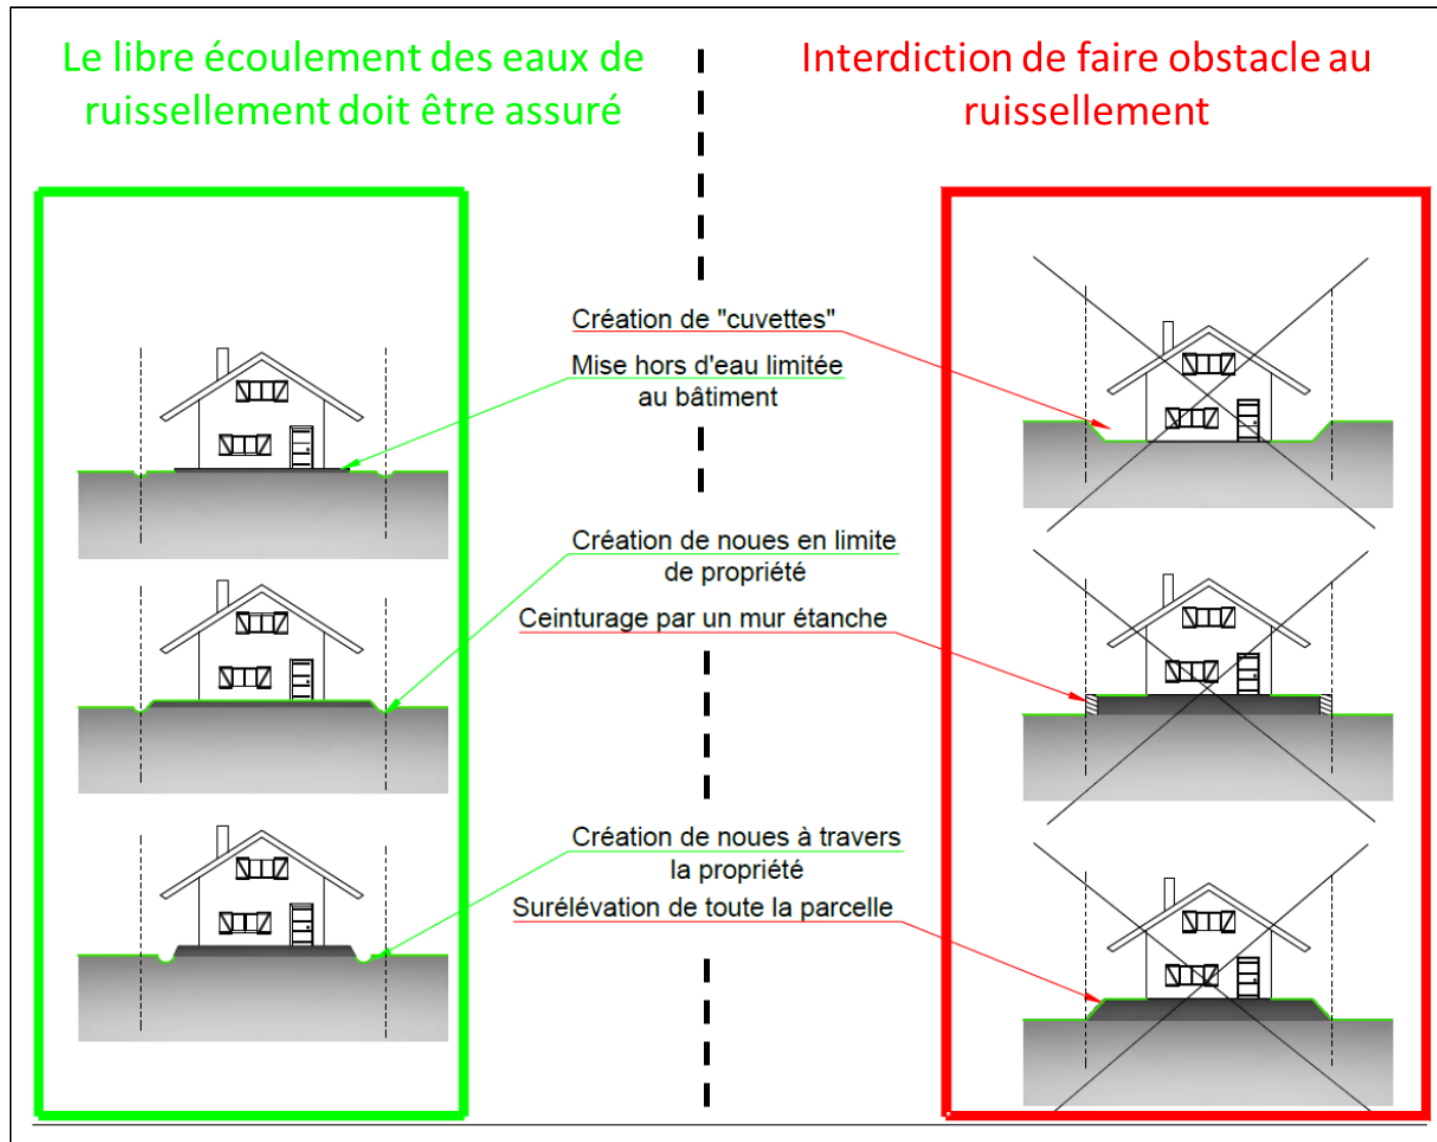 Le libre écoulement des eaux de
ruissellement doit être assuré
Interdiction de faire obstacle au
ruissellement
Création de "cuvettes"
Mise hors d'eau limitée
au bâtiment
Création de noues en limite
de propriété
Ceinturage par un mur étanche
Création de noues à travers
la propriété
Surélévation de toute la parcelle